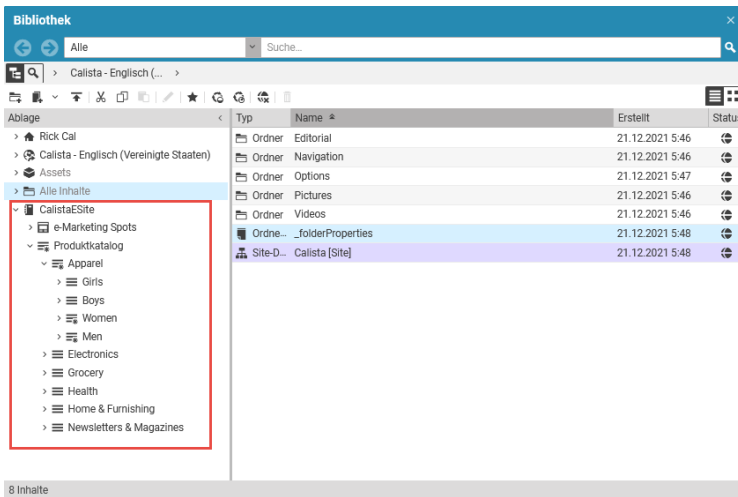 Bibliothek
Alle
Suche...
Calista - Englisch (...
Ablage
Typ Name Erstellt Status
Rick Cal
Calista - Englisch (Vereinigte Staaten)
Assets
Alle Inhalte
CalistaESite
e-Marketing Spots
Produktkatalog
Apparel
Girls
Boys
Women
Men
Electronics
Grocery
Health
Home & Furnishing
Newsletters & Magazines
Ordner Editorial 21.12.2021 5:46
Ordner Navigation 21.12.2021 5:46
Ordner Options 21.12.2021 5:47
Ordner Pictures 21.12.2021 5:46
Ordner Videos 21.12.2021 5:46
Ordne... _folderProperties 21.12.2021 5:48
Site-D... Calista [Site] 21.12.2021 5:48
8 Inhalte